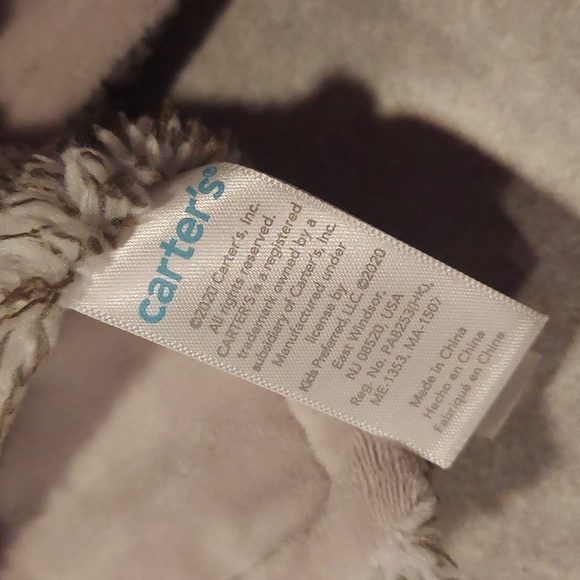 carter's®
©2020 Carter's, Inc.
All rights reserved.
CARTER'S is a registered
trademark owned by a
subsidiary of Carter's, Inc.
Manufactured under
license by
Kids Preferred, LLC. ©2020
East Windsor,
NJ 08520, USA
Reg. No. PA8253(HK),
ME-1353, MA-1507
Made in China
Hecho en China
Fabriqué en Chine